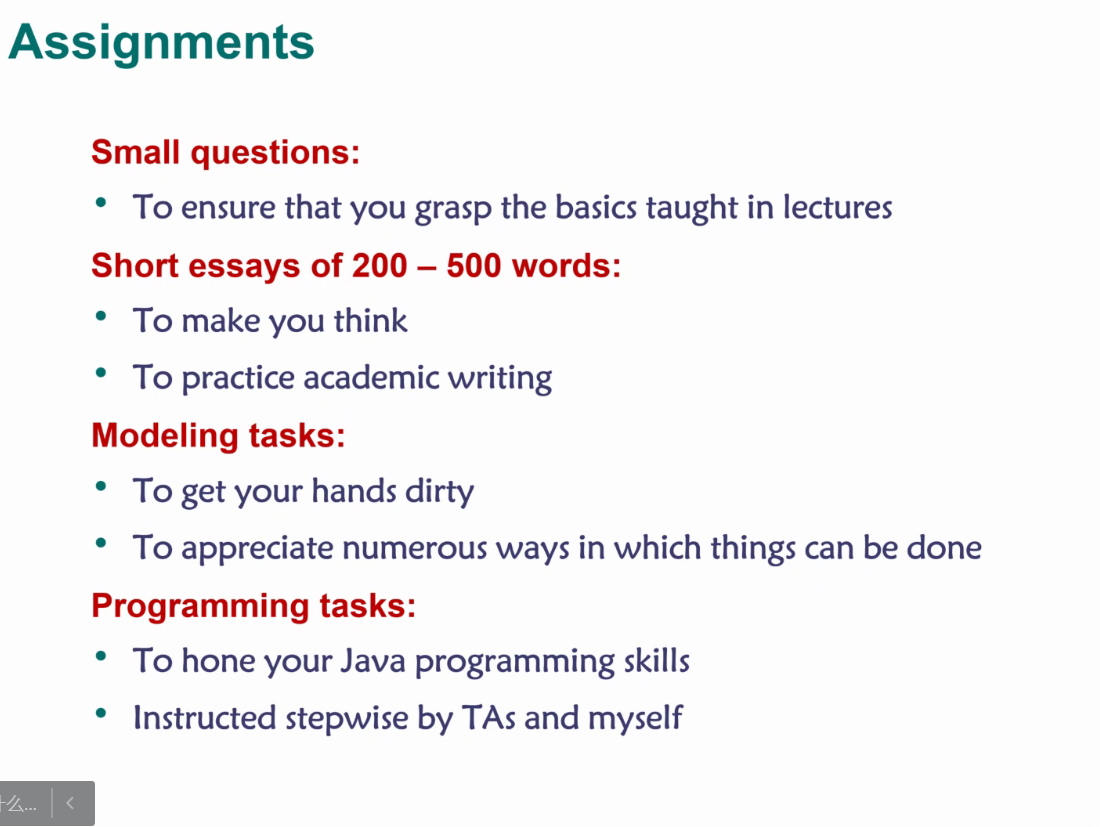 Assignments
Small questions:
• To ensure that you grasp the basics taught in lectures
Short essays of 200 – 500 words:
• To make you think
• To practice academic writing
Modeling tasks:
• To get your hands dirty
• To appreciate numerous ways in which things can be done
Programming tasks:
• To hone your Java programming skills
• Instructed stepwise by TAs and myself
什么...